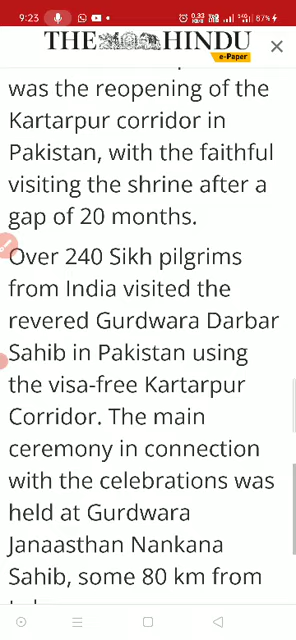 9:23
0.33
87%
THE HINDU
e-Paper
was the reopening of the
Kartarpur corridor in
Pakistan, with the faithful
visiting the shrine after a
gap of 20 months.
Over 240 Sikh pilgrims
from India visited the
revered Gurdwara Darbar
Sahib in Pakistan using
the visa-free Kartarpur
Corridor. The main
ceremony in connection
with the celebrations was
held at Gurdwara
Janaasthan Nankana
Sahib, some 80 km from